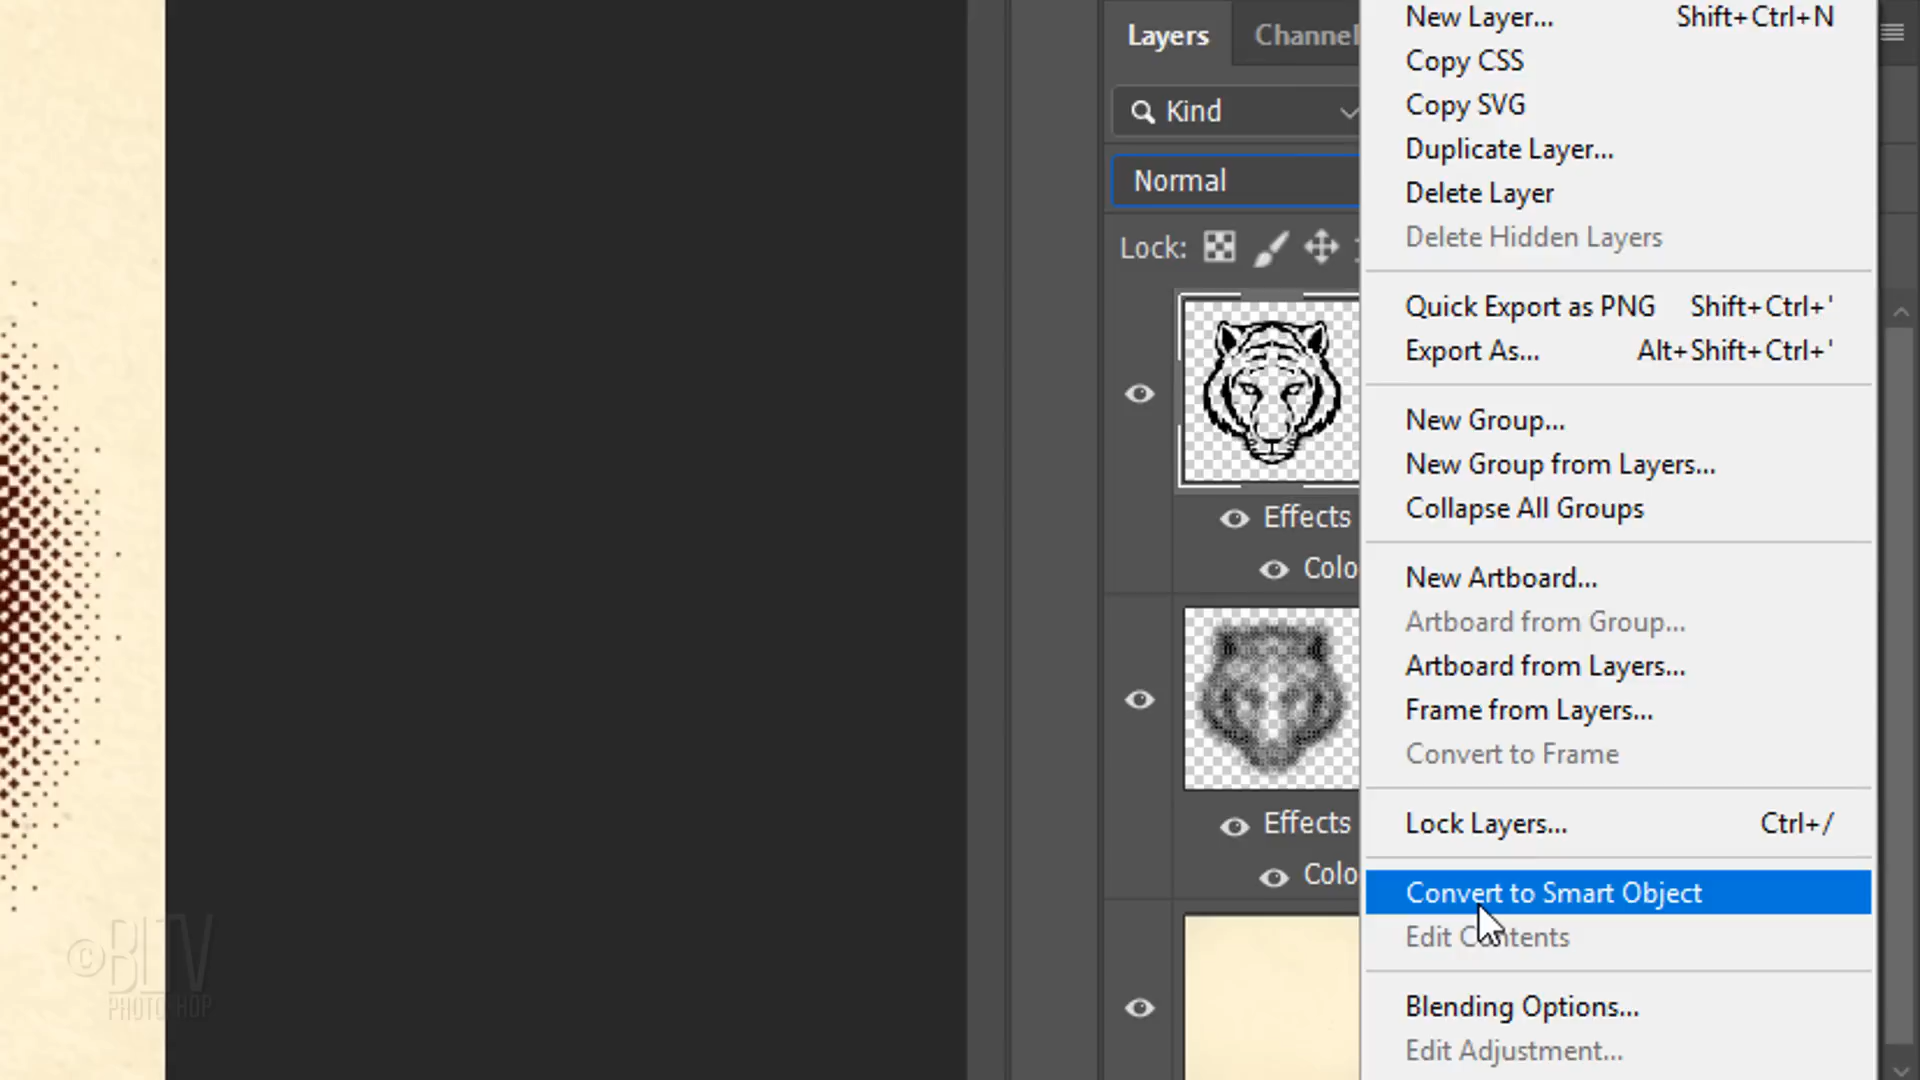 Layers
Channel
Kind
Normal
Lock:
Effects
Colo
Effects
Colo
New Layer... Shift+Ctrl+N
Copy CSS
Copy SVG
Duplicate Layer...
Delete Layer
Delete Hidden Layers
Quick Export as PNG Shift+Ctrl+'
Export As... Alt+Shift+Ctrl+'
New Group...
New Group from Layers...
Collapse All Groups
New Artboard...
Artboard from Group...
Artboard from Layers...
Frame from Layers...
Convert to Frame
Lock Layers... Ctrl+/
Convert to Smart Object
Edit Contents
Blending Options...
Edit Adjustment...
©BLTV
PHOTOSHOP